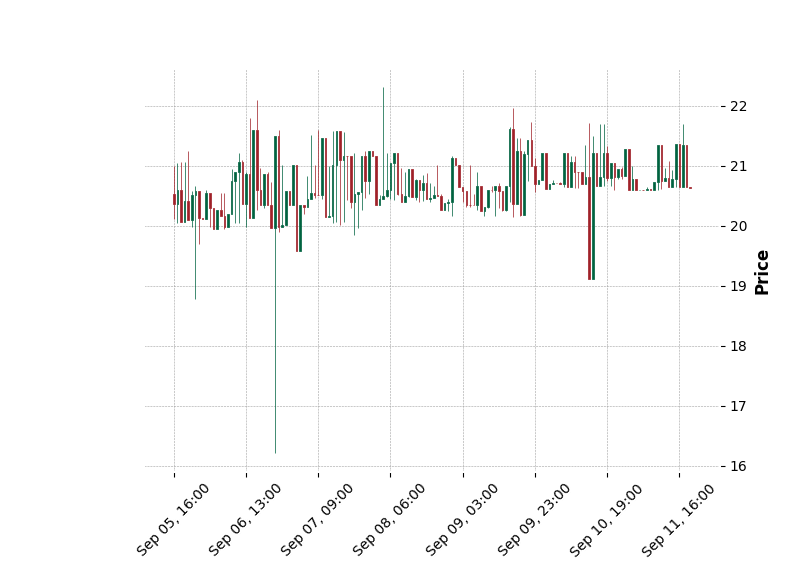 22
21
20
19
18
17
16
Price
Sep 05, 16:00
Sep 06, 13:00
Sep 07, 09:00
Sep 08, 06:00
Sep 09, 03:00
Sep 09, 23:00
Sep 10, 19:00
Sep 11, 16:00